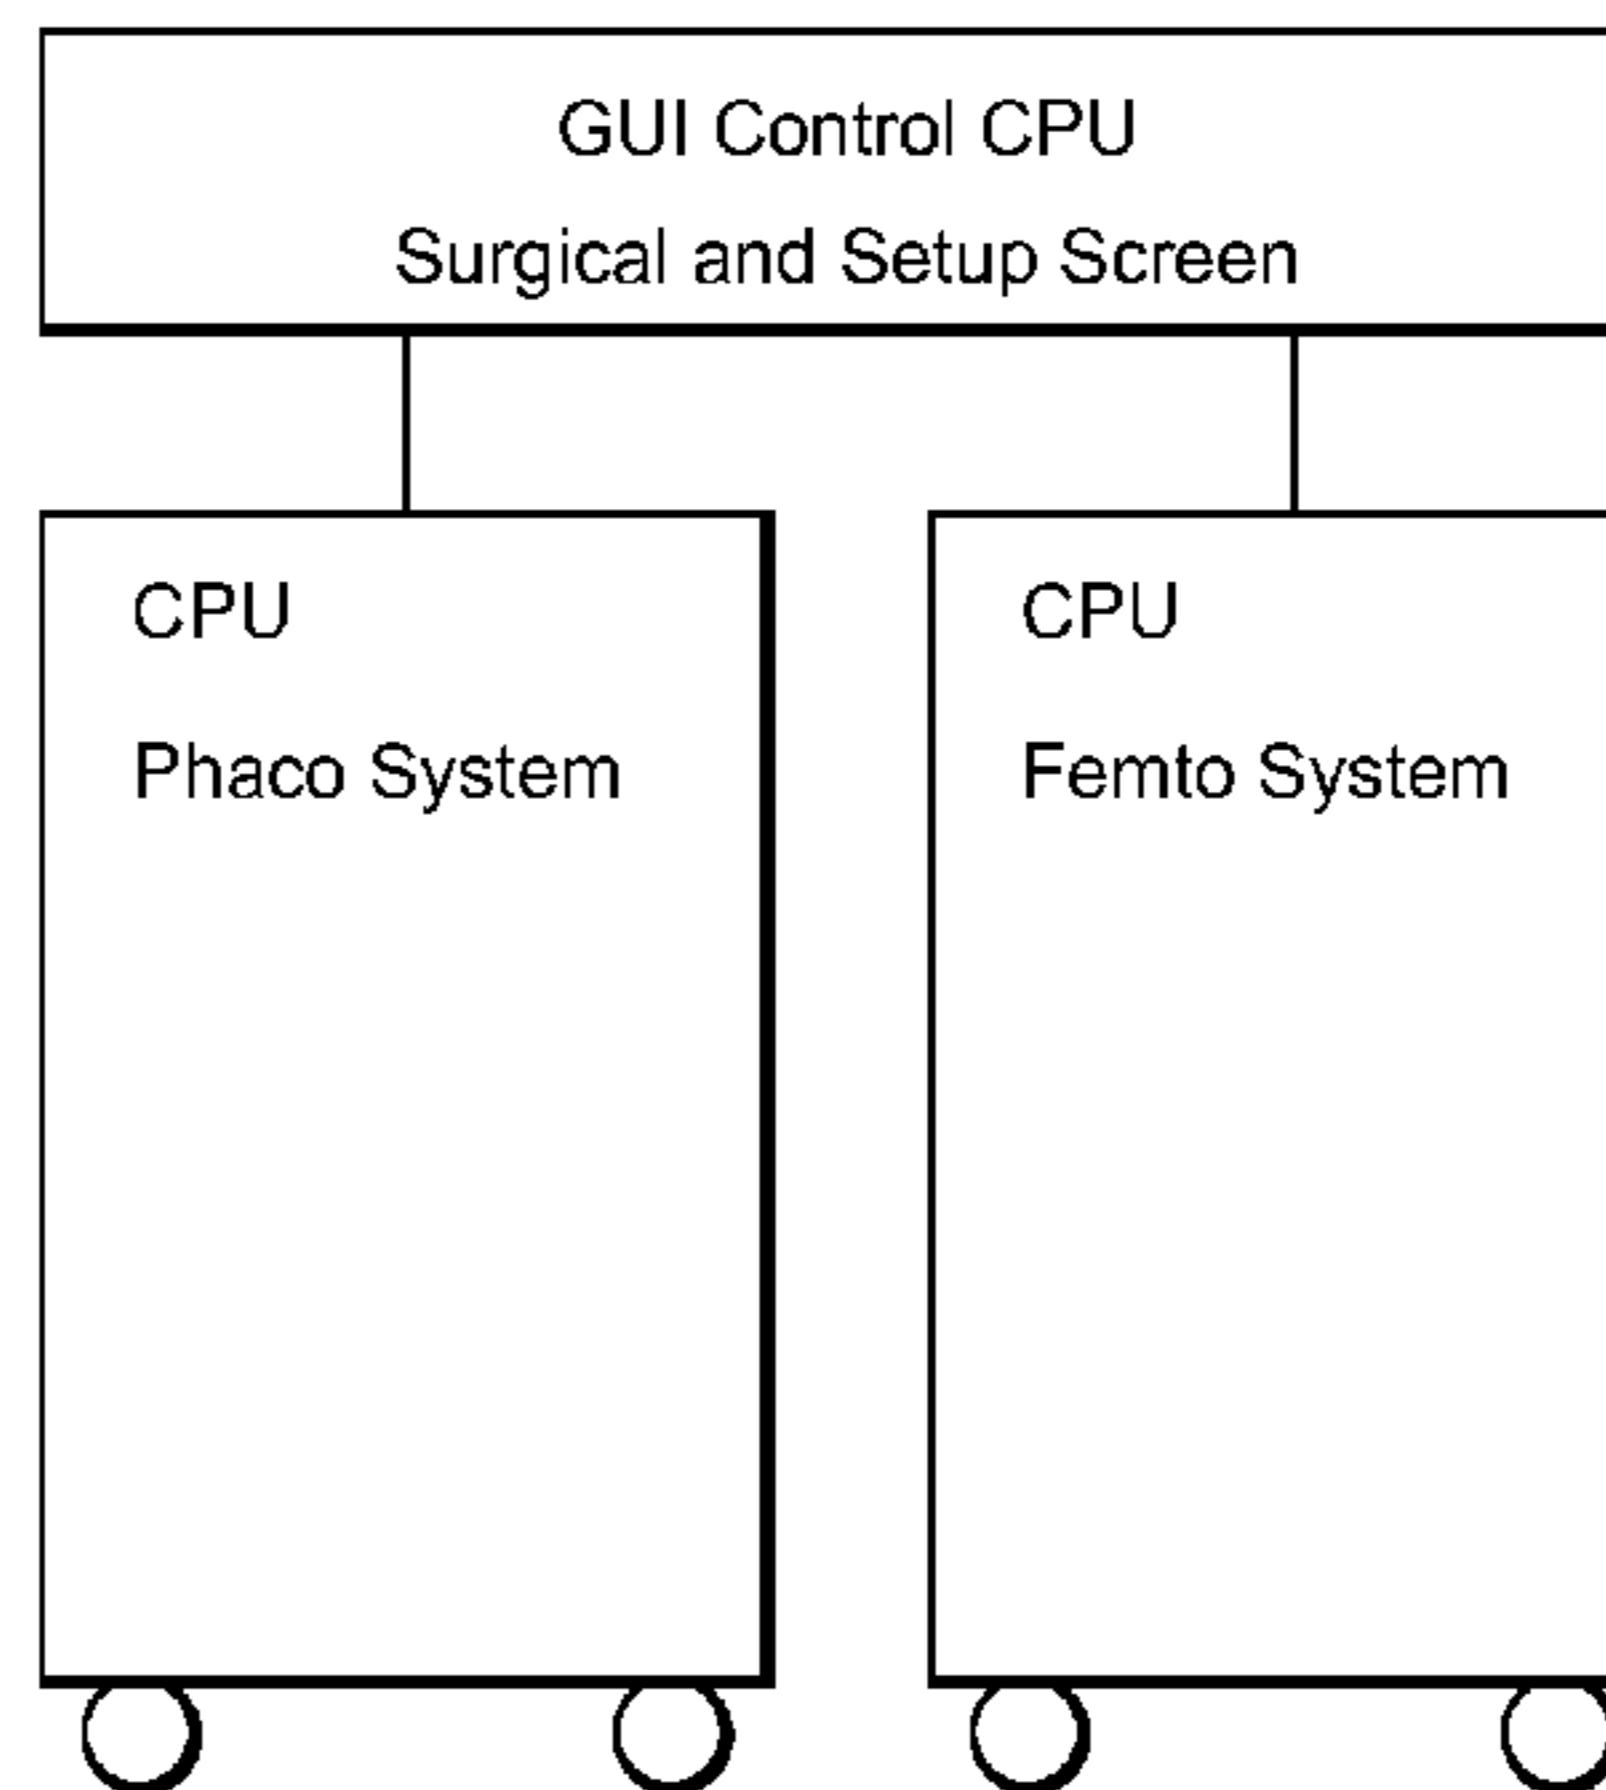 GUI Control CPU
Surgical and Setup Screen
CPU
Phaco System
CPU
Femto System